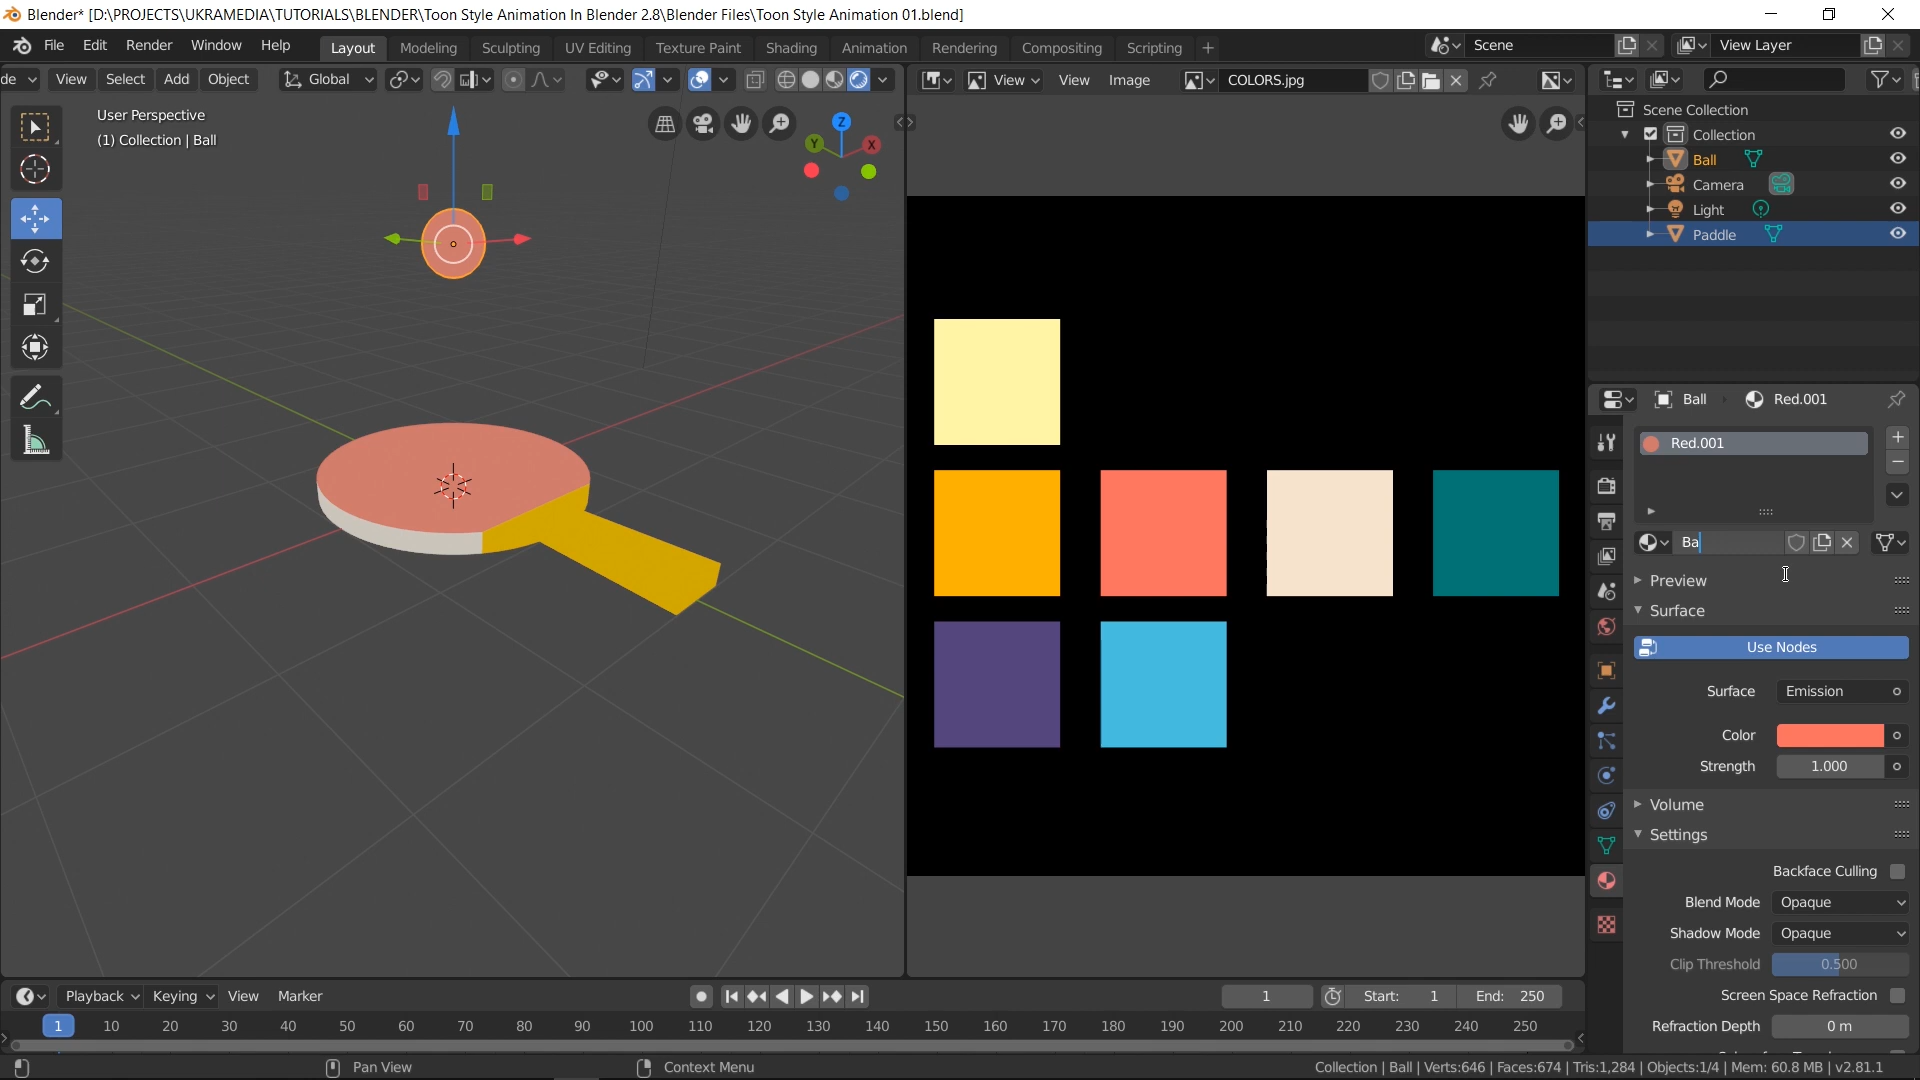 Blender* [D:\PROJECTS\UKRAMEDIA\TUTORIALS\BLENDER\Toon Style Animation In Blender 2.8\Blender Files\Toon Style Animation 01.blend]
File Edit Render Window Help Layout Modeling Sculpting UV Editing Texture Paint Shading Animation Rendering Compositing Scripting + Scene View Layer
de View Select Add Object Global View View Image COLORS.jpg
User Perspective
(1) Collection | Ball
Z
Y
X
Scene Collection
Collection
Ball
Camera
Light
Paddle
Ball Red.001
Red.001
Ba
Preview
Surface
Use Nodes
Surface Emission
Color
Strength 1.000
Volume
Settings
Backface Culling
Blend Mode Opaque
Shadow Mode Opaque
Clip Threshold 0.500
Screen Space Refraction
Refraction Depth 0 m
Playback Keying View Marker 1 Start: 1 End: 250
1 10 20 30 40 50 60 70 80 90 100 110 120 130 140 150 160 170 180 190 200 210 220 230 240 250
Pan View Context Menu Collection | Ball | Verts:646 | Faces:674 | Tris:1,284 | Objects:1/4 | Mem: 60.8 MB | v2.81.1